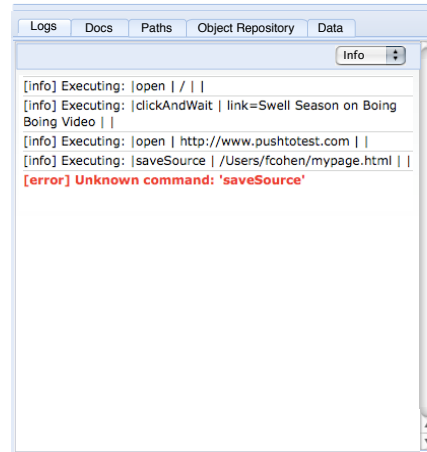 Logs Docs Paths Object Repository Data
Info
[info] Executing: |open | / | |
[info] Executing: |clickAndWait | link=Swell Season on Boing
Boing Video | |
[info] Executing: |open | http://www.pushtotest.com | |
[info] Executing: |saveSource | /Users/fcohen/mypage.html | |
[error] Unknown command: 'saveSource'